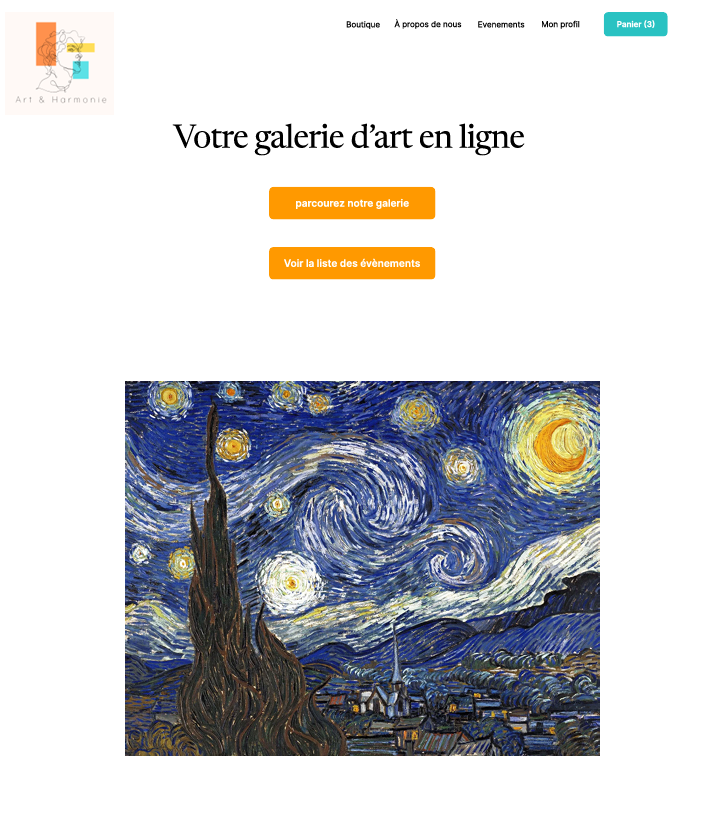 Boutique
À propos de nous
Evenements
Mon profil
Panier (3)
Art & Harmonie
Votre galerie d’art en ligne
parcourez notre galerie
Voir la liste des évènements